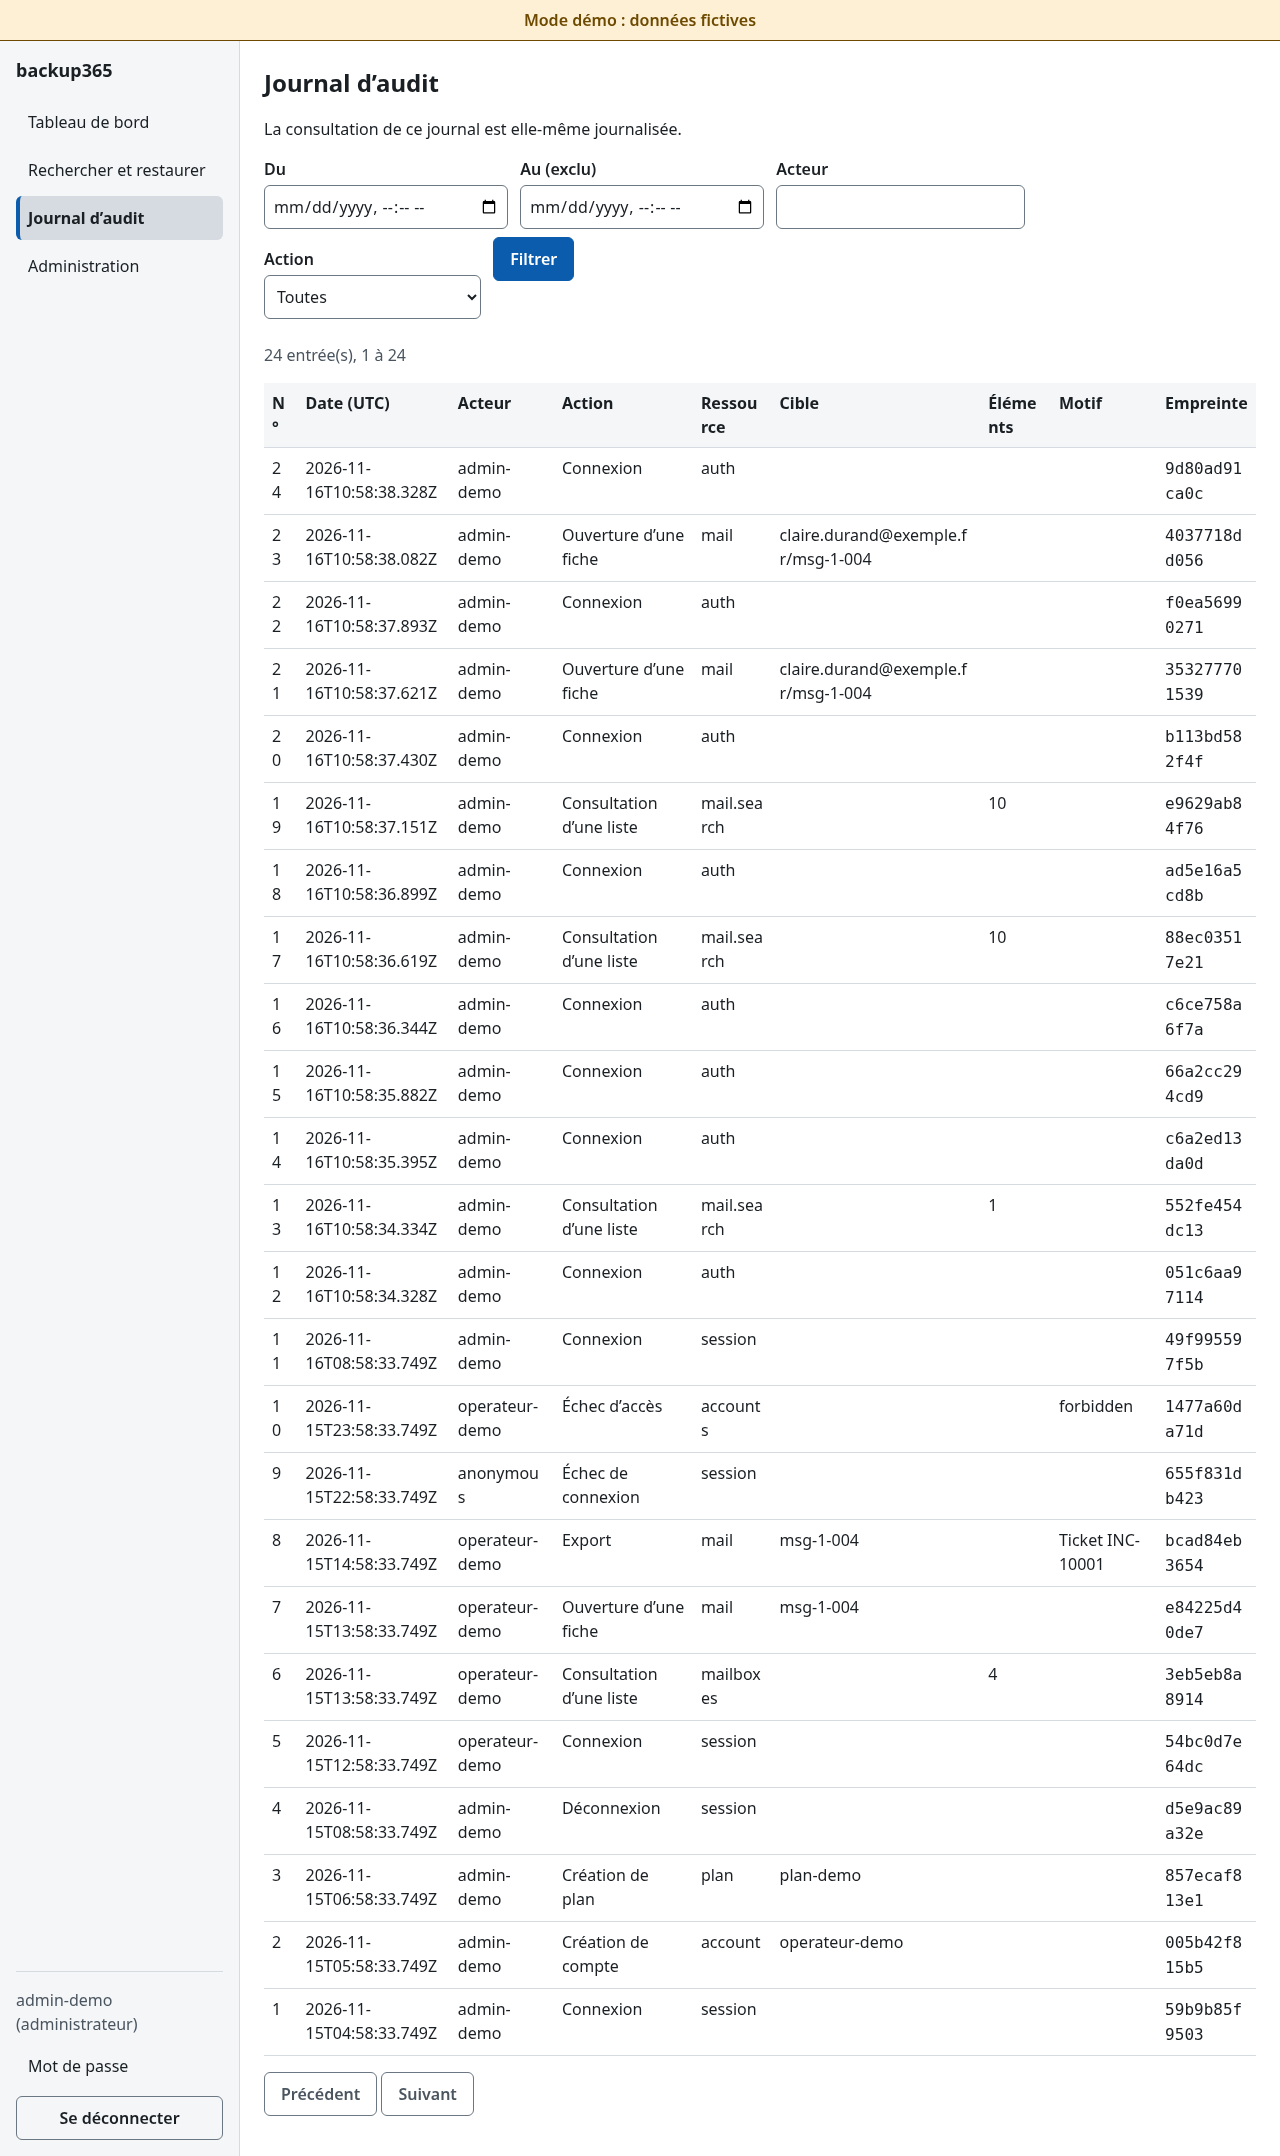 Mode démo : données fictives
backup365
Tableau de bord
Rechercher et restaurer
Journal d’audit
Administration
Journal d’audit
La consultation de ce journal est elle-même journalisée.
Du
Au (exclu)
Acteur
mm/dd/yyyy, --:-- --
mm/dd/yyyy, --:-- --
Action
Filtrer
Toutes
24 entrée(s), 1 à 24
N° Date (UTC) Acteur Action Ressource Cible Éléments Motif Empreinte
24 2026-11-16T10:58:38.328Z admin-demo Connexion auth 9d80ad91ca0c
23 2026-11-16T10:58:38.082Z admin-demo Ouverture d’une fiche mail claire.durand@exemple.fr/msg-1-004 4037718dd056
22 2026-11-16T10:58:37.893Z admin-demo Connexion auth f0ea56990271
21 2026-11-16T10:58:37.621Z admin-demo Ouverture d’une fiche mail claire.durand@exemple.fr/msg-1-004 353277701539
20 2026-11-16T10:58:37.430Z admin-demo Connexion auth b113bd582f4f
19 2026-11-16T10:58:37.151Z admin-demo Consultation d’une liste mail.search 10 e9629ab84f76
18 2026-11-16T10:58:36.899Z admin-demo Connexion auth ad5e16a5cd8b
17 2026-11-16T10:58:36.619Z admin-demo Consultation d’une liste mail.search 10 88ec03517e21
16 2026-11-16T10:58:36.344Z admin-demo Connexion auth c6ce758a6f7a
15 2026-11-16T10:58:35.882Z admin-demo Connexion auth 66a2cc294cd9
14 2026-11-16T10:58:35.395Z admin-demo Connexion auth c6a2ed13da0d
13 2026-11-16T10:58:34.334Z admin-demo Consultation d’une liste mail.search 1 552fe454dc13
12 2026-11-16T10:58:34.328Z admin-demo Connexion auth 051c6aa97114
11 2026-11-16T08:58:33.749Z admin-demo Connexion session 49f995597f5b
10 2026-11-15T23:58:33.749Z operateur-demo Échec d’accès accounts forbidden 1477a60da71d
9 2026-11-15T22:58:33.749Z anonymous Échec de connexion session 655f831db423
8 2026-11-15T14:58:33.749Z operateur-demo Export mail msg-1-004 Ticket INC-10001 bcad84eb3654
7 2026-11-15T13:58:33.749Z operateur-demo Ouverture d’une fiche mail msg-1-004 e84225d40de7
6 2026-11-15T13:58:33.749Z operateur-demo Consultation d’une liste mailboxes 4 3eb5eb8a8914
5 2026-11-15T12:58:33.749Z operateur-demo Connexion session 54bc0d7e64dc
4 2026-11-15T08:58:33.749Z admin-demo Déconnexion session d5e9ac89a32e
3 2026-11-15T06:58:33.749Z admin-demo Création de plan plan plan-demo 857ecaf813e1
2 2026-11-15T05:58:33.749Z admin-demo Création de compte account operateur-demo 005b42f815b5
1 2026-11-15T04:58:33.749Z admin-demo Connexion session 59b9b85f9503
Précédent
Suivant
admin-demo
(administrateur)
Mot de passe
Se déconnecter